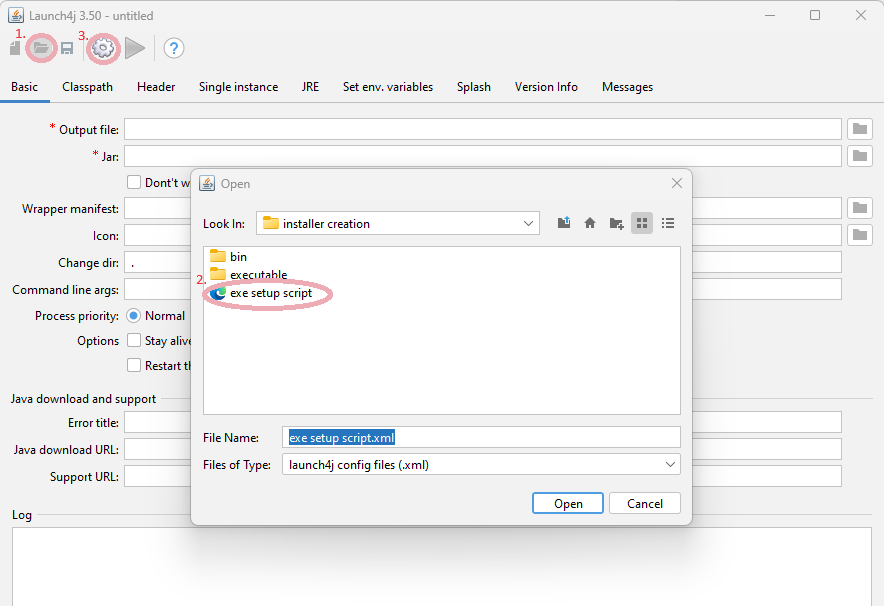 Launch4j 3.50 - untitled
1.
3.
?
Basic Classpath Header Single instance JRE Set env. variables Splash Version Info Messages
* Output file:
* Jar:
Dont't w
Wrapper manifest:
Icon:
Change dir: .
Command line args:
Process priority: Normal
Options Stay alive
Restart th
Java download and support
Error title:
Java download URL:
Support URL:
Log
Open
Look In: installer creation
bin
executable
2.
exe setup script
File Name: exe setup script.xml
Files of Type: launch4j config files (.xml)
Open Cancel